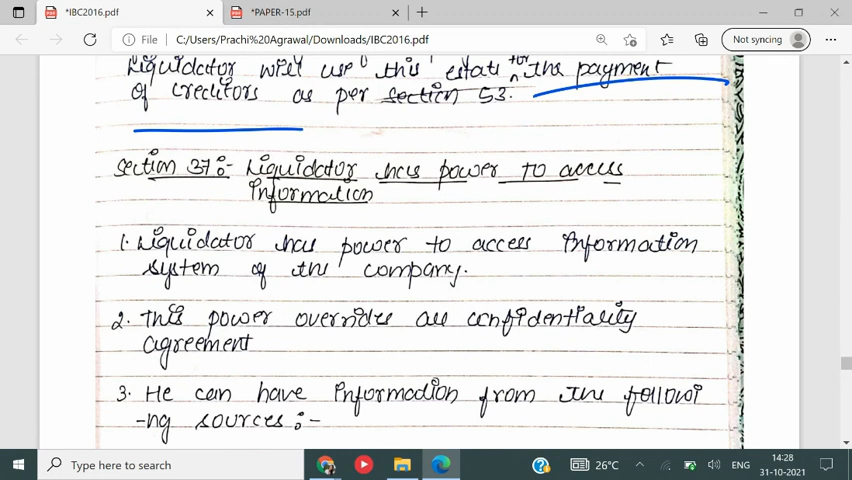 *IBC2016.pdf
*PAPER-15.pdf
File
C:/Users/Prachi%20Agrawal/Downloads/IBC2016.pdf
Not syncing
Liquidator will use this estate for the payment
of creditors as per section 53.
Section 37:- Liquidator has power to access
information
1. Liquidator has power to access information
system of the company.
2. This power overrides all confidentiality
agreement
3. He can have information from the followi
-ng sources:-
Type here to search
26°C
ENG
14:28
31-10-2021